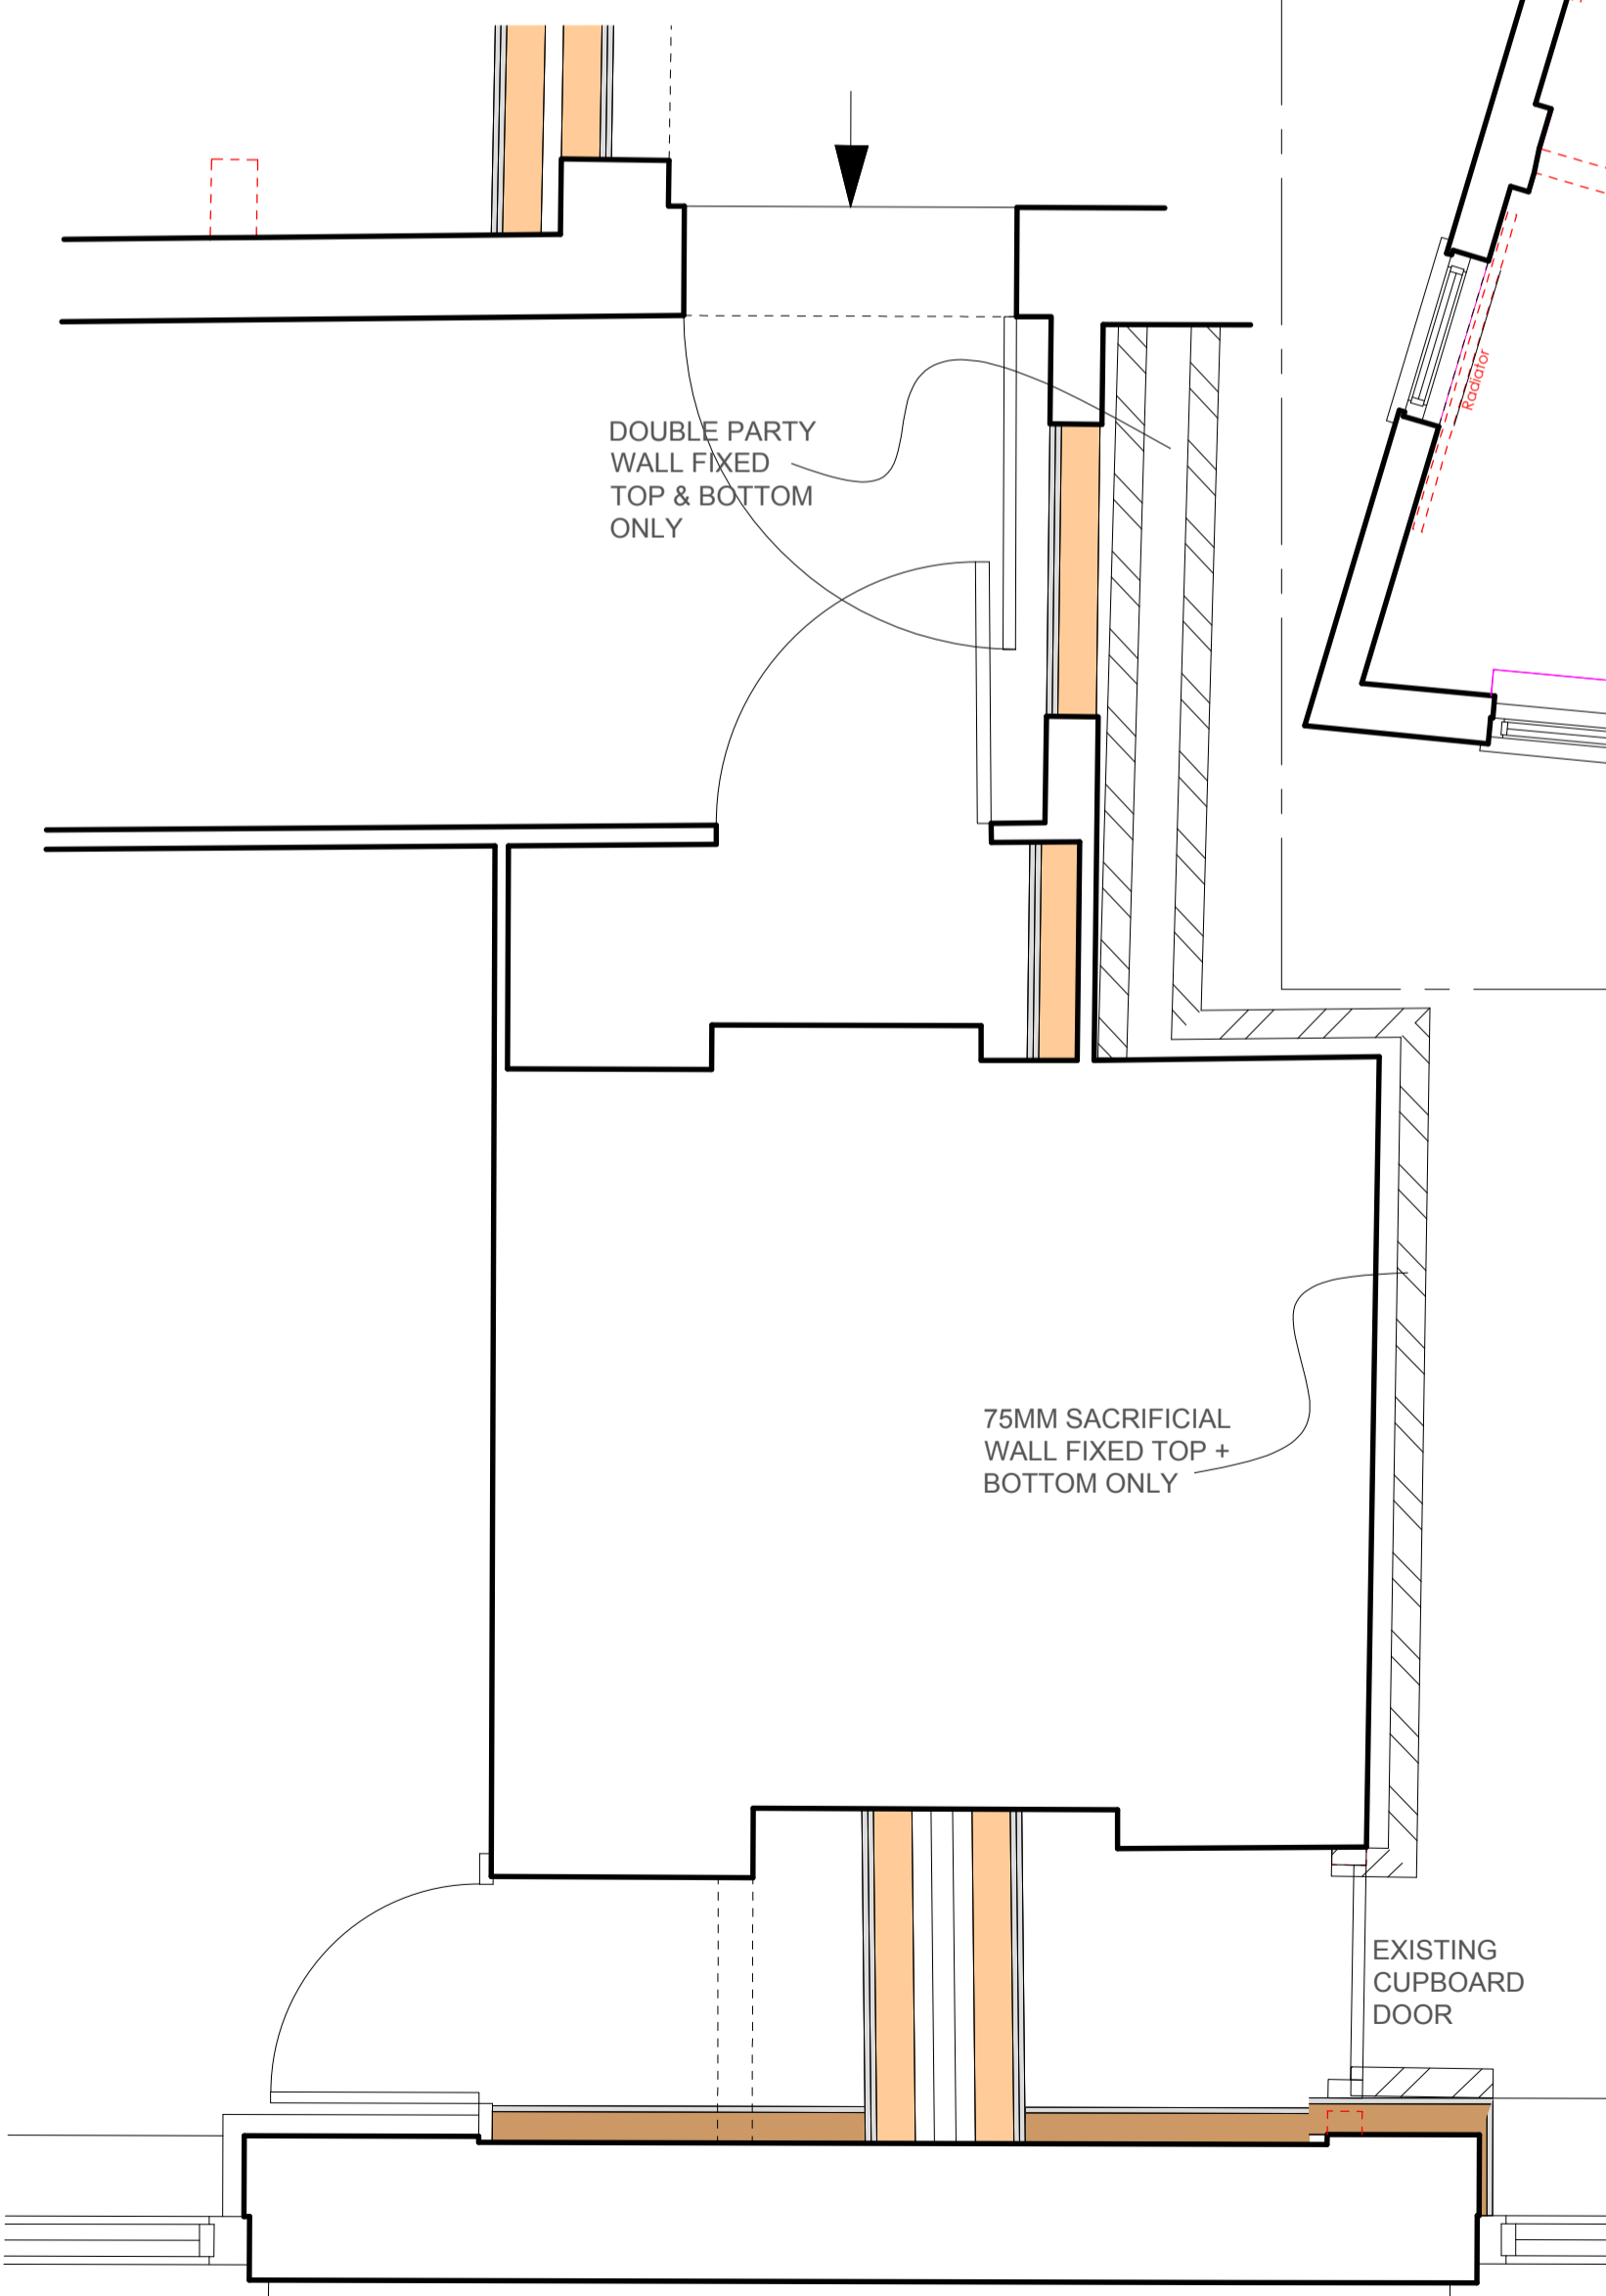 Radiator
DOUBLE PARTY
WALL FIXED
TOP & BOTTOM
ONLY
75MM SACRIFICIAL
WALL FIXED TOP +
BOTTOM ONLY
EXISTING
CUPBOARD
DOOR